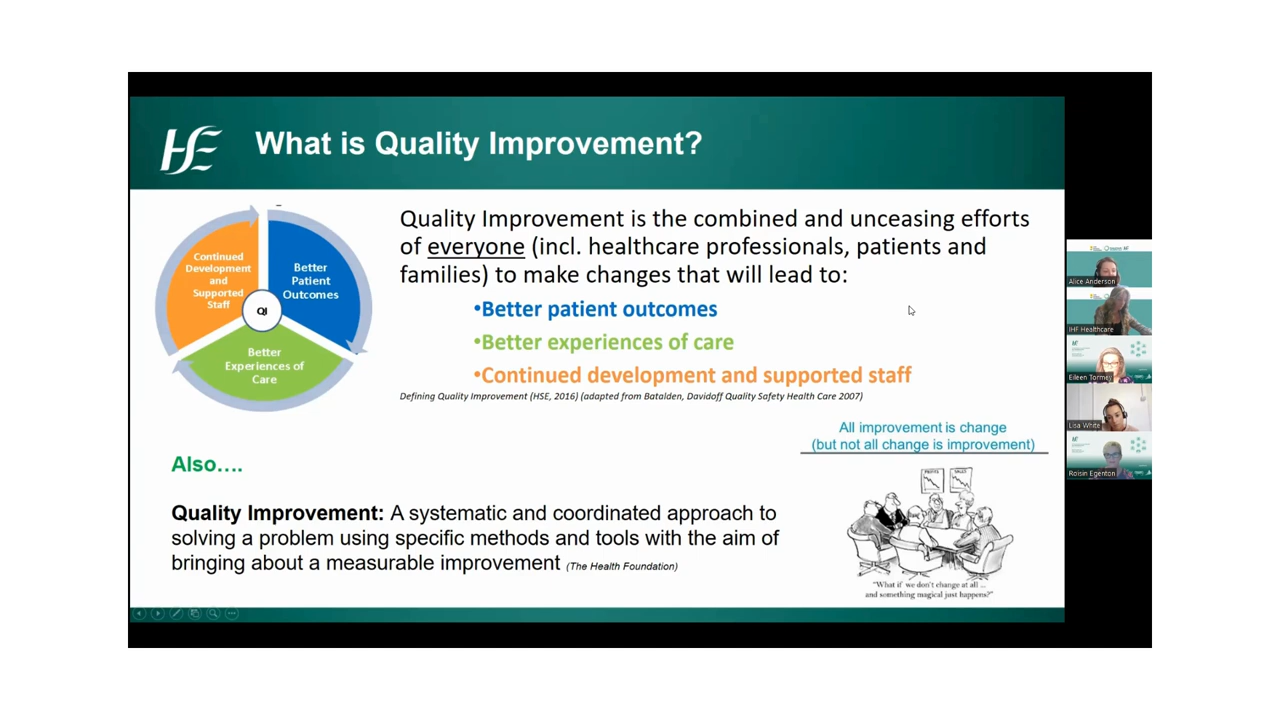 HSE
What is Quality Improvement?
Continued
Development
and
Supported
Staff
Better
Patient
Outcomes
QI
Better
Experiences of
Care
Quality Improvement is the combined and unceasing efforts
of everyone (incl. healthcare professionals, patients and
families) to make changes that will lead to:
•Better patient outcomes
•Better experiences of care
•Continued development and supported staff
Defining Quality Improvement (HSE, 2016) (adapted from Batalden, Davidoff Quality Safety Health Care 2007)
All improvement is change
(but not all change is improvement)
Also....
Quality Improvement: A systematic and coordinated approach to
solving a problem using specific methods and tools with the aim of
bringing about a measurable improvement (The Health Foundation)
PROFITS
SALES
"What if we don't change at all ...
and something magical just happens?"
Alice Anderson
IHF Healthcare
Eileen Tormey
Lisa White
Roisin Egenton